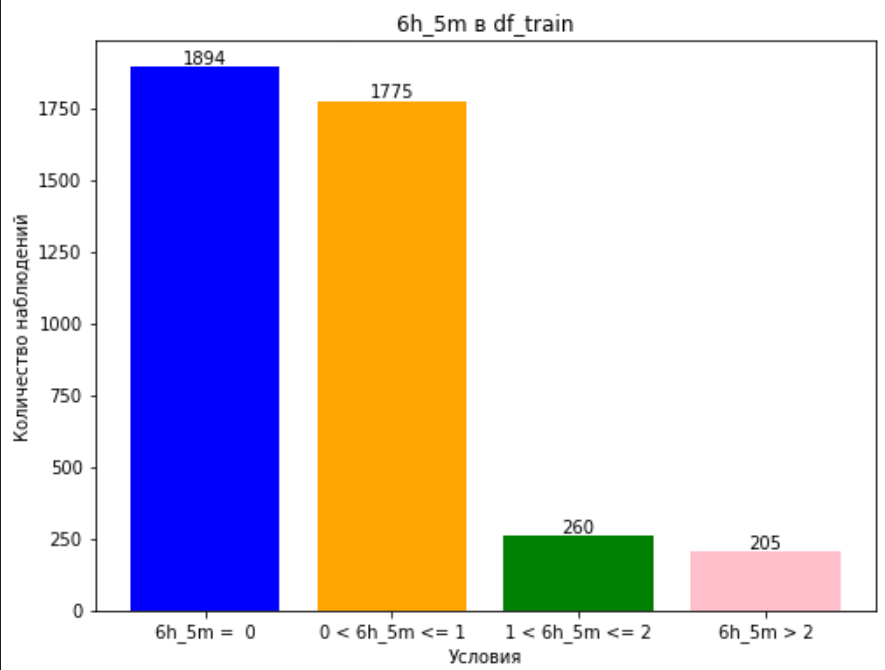 6h_5m в df_train
1894
1775
260
205
1750
1500
1250
1000
750
500
250
0
Количество наблюдений
6h_5m =  0
0 < 6h_5m <= 1
1 < 6h_5m <= 2
6h_5m > 2
Условия